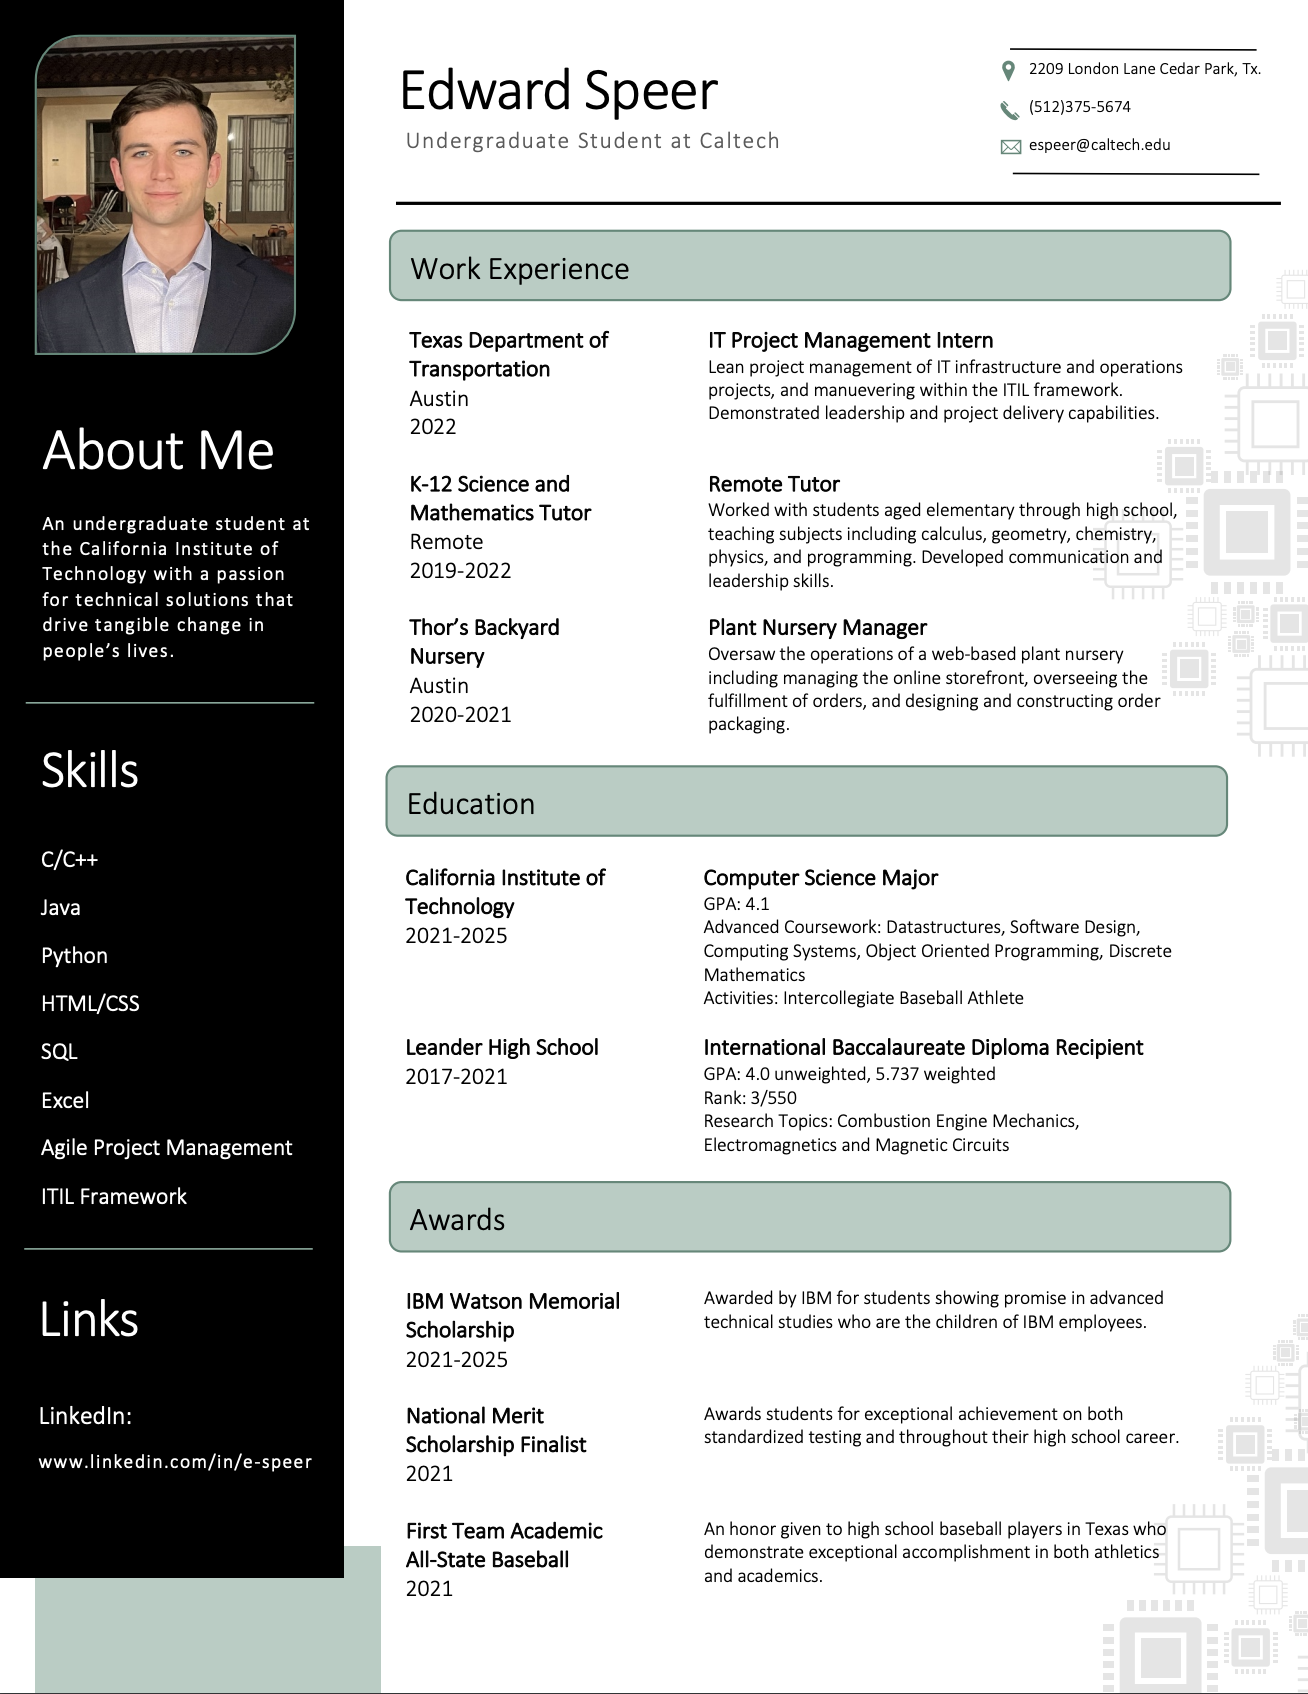 Edward Speer
Undergraduate Student at Caltech
2209 London Lane Cedar Park, Tx.
(512)375-5674
espeer@caltech.edu
About Me
An undergraduate student at
the California Institute of
Technology with a passion
for technical solutions that
drive tangible change in
people’s lives.
Skills
C/C++
Java
Python
HTML/CSS
SQL
Excel
Agile Project Management
ITIL Framework
Links
LinkedIn:
www.linkedin.com/in/e-speer
Work Experience
Texas Department of
Transportation
Austin
2022
IT Project Management Intern
Lean project management of IT infrastructure and operations
projects, and manuevering within the ITIL framework.
Demonstrated leadership and project delivery capabilities.
K-12 Science and
Mathematics Tutor
Remote
2019-2022
Remote Tutor
Worked with students aged elementary through high school,
teaching subjects including calculus, geometry, chemistry,
physics, and programming. Developed communication and
leadership skills.
Thor’s Backyard
Nursery
Austin
2020-2021
Plant Nursery Manager
Oversaw the operations of a web-based plant nursery
including managing the online storefront, overseeing the
fulfillment of orders, and designing and constructing order
packaging.
Education
California Institute of
Technology
2021-2025
Computer Science Major
GPA: 4.1
Advanced Coursework: Datastructures, Software Design,
Computing Systems, Object Oriented Programming, Discrete
Mathematics
Activities: Intercollegiate Baseball Athlete
Leander High School
2017-2021
International Baccalaureate Diploma Recipient
GPA: 4.0 unweighted, 5.737 weighted
Rank: 3/550
Research Topics: Combustion Engine Mechanics,
Electromagnetics and Magnetic Circuits
Awards
IBM Watson Memorial
Scholarship
2021-2025
Awarded by IBM for students showing promise in advanced
technical studies who are the children of IBM employees.
National Merit
Scholarship Finalist
2021
Awards students for exceptional achievement on both
standardized testing and throughout their high school career.
First Team Academic
All-State Baseball
2021
An honor given to high school baseball players in Texas who
demonstrate exceptional accomplishment in both athletics
and academics.